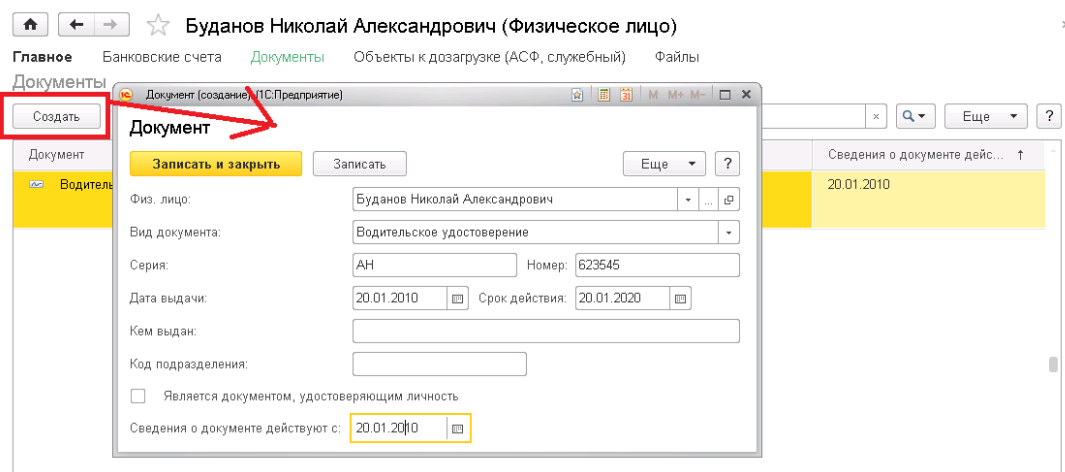 Буданов Николай Александрович (Физическое лицо)
Главное Банковские счета Документы Объекты к дозагрузке (АСФ, служебный) Файлы
Документы
Документ (создание) (1С:Предприятие) M M+ M-
Создать Еще ?
Документ
Записать и закрыть Записать Еще ?
Документ Сведения о документе дейс... ↑
Водитель 20.01.2010
Физ. лицо: Буданов Николай Александрович
Вид документа: Водительское удостоверение
Серия: АН Номер: 623545
Дата выдачи: 20.01.2010 Срок действия: 20.01.2020
Кем выдан:
Код подразделения:
Является документом, удостоверяющим личность
Сведения о документе действуют с: 20.01.2010